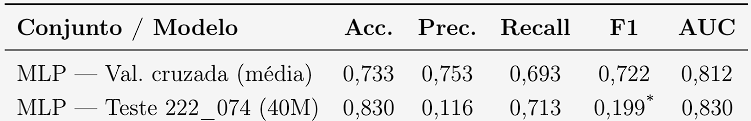 Conjunto / Modelo Acc. Prec. Recall F1 AUC
MLP — Val. cruzada (média) 0,733 0,753 0,693 0,722 0,812
MLP — Teste 222_074 (40M) 0,830 0,116 0,713 0,199* 0,830